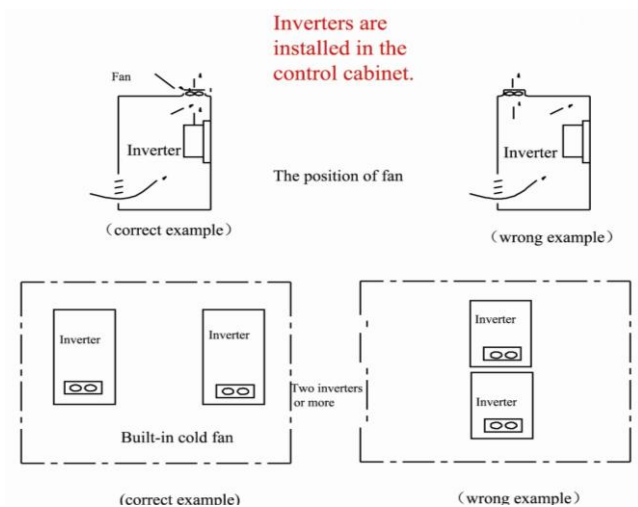 Inverters are
installed in the
control cabinet.
Fan
Inverter
Inverter
The position of fan
（correct example）
（wrong example）
Inverter
Inverter
Inverter
Two inverters
or more
Inverter
Built-in cold fan
(correct example)
（wrong example）